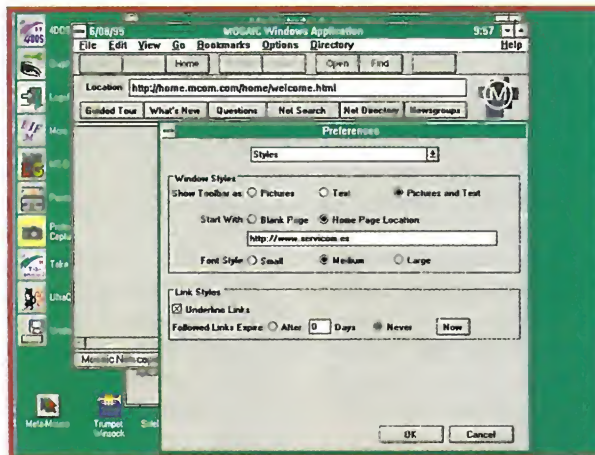 4DOS
6/08/95 MOSAIC Windows Application 9:57
File Edit View Go Bookmarks Options Directory Help
Home Open Find
Location http://home.mcom.com/home/welcome.html
M
Guided Tour What's New Questions Net Search Net Directory Newsgroups
Preferences
Styles
Window Styles
Show Toolbar as Pictures Text Pictures and Text
Start With Blank Page Home Page Location
http://www.servicom.es
Font Style Small Medium Large
Link Styles
Underline Links
Followed Links Expire After 0 Days Never Now
OK Cancel
Trumpet
Winsock